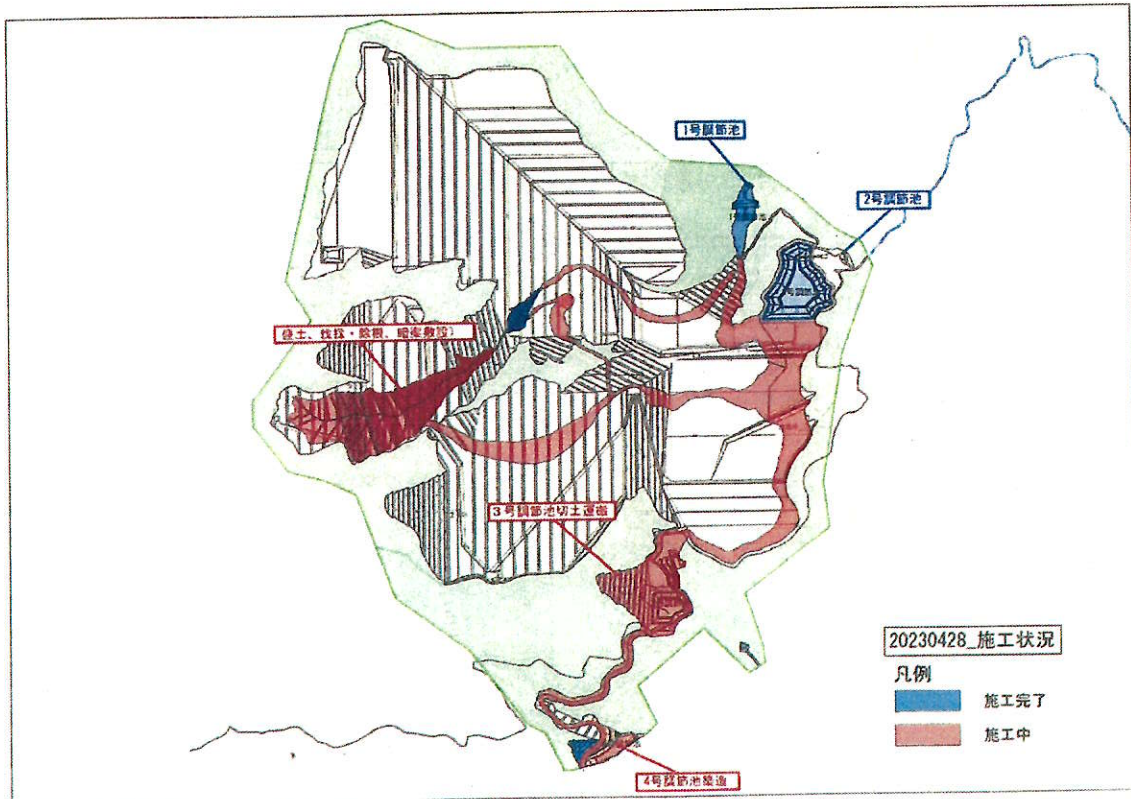 1号調節池
2号調節池
盛土、伐採・除根、暗渠敷設)
3号調節池切土運搬
20230428_施工状況
凡例
施工完了
施工中
4号調節池築造